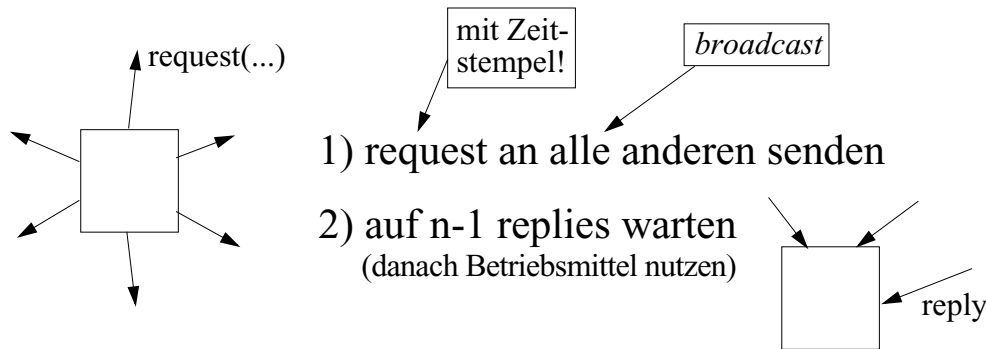 request(...)
mit Zeit-
stempel!
broadcast
1) request an alle anderen senden
2) auf n-1 replies warten
(danach Betriebsmittel nutzen)
reply